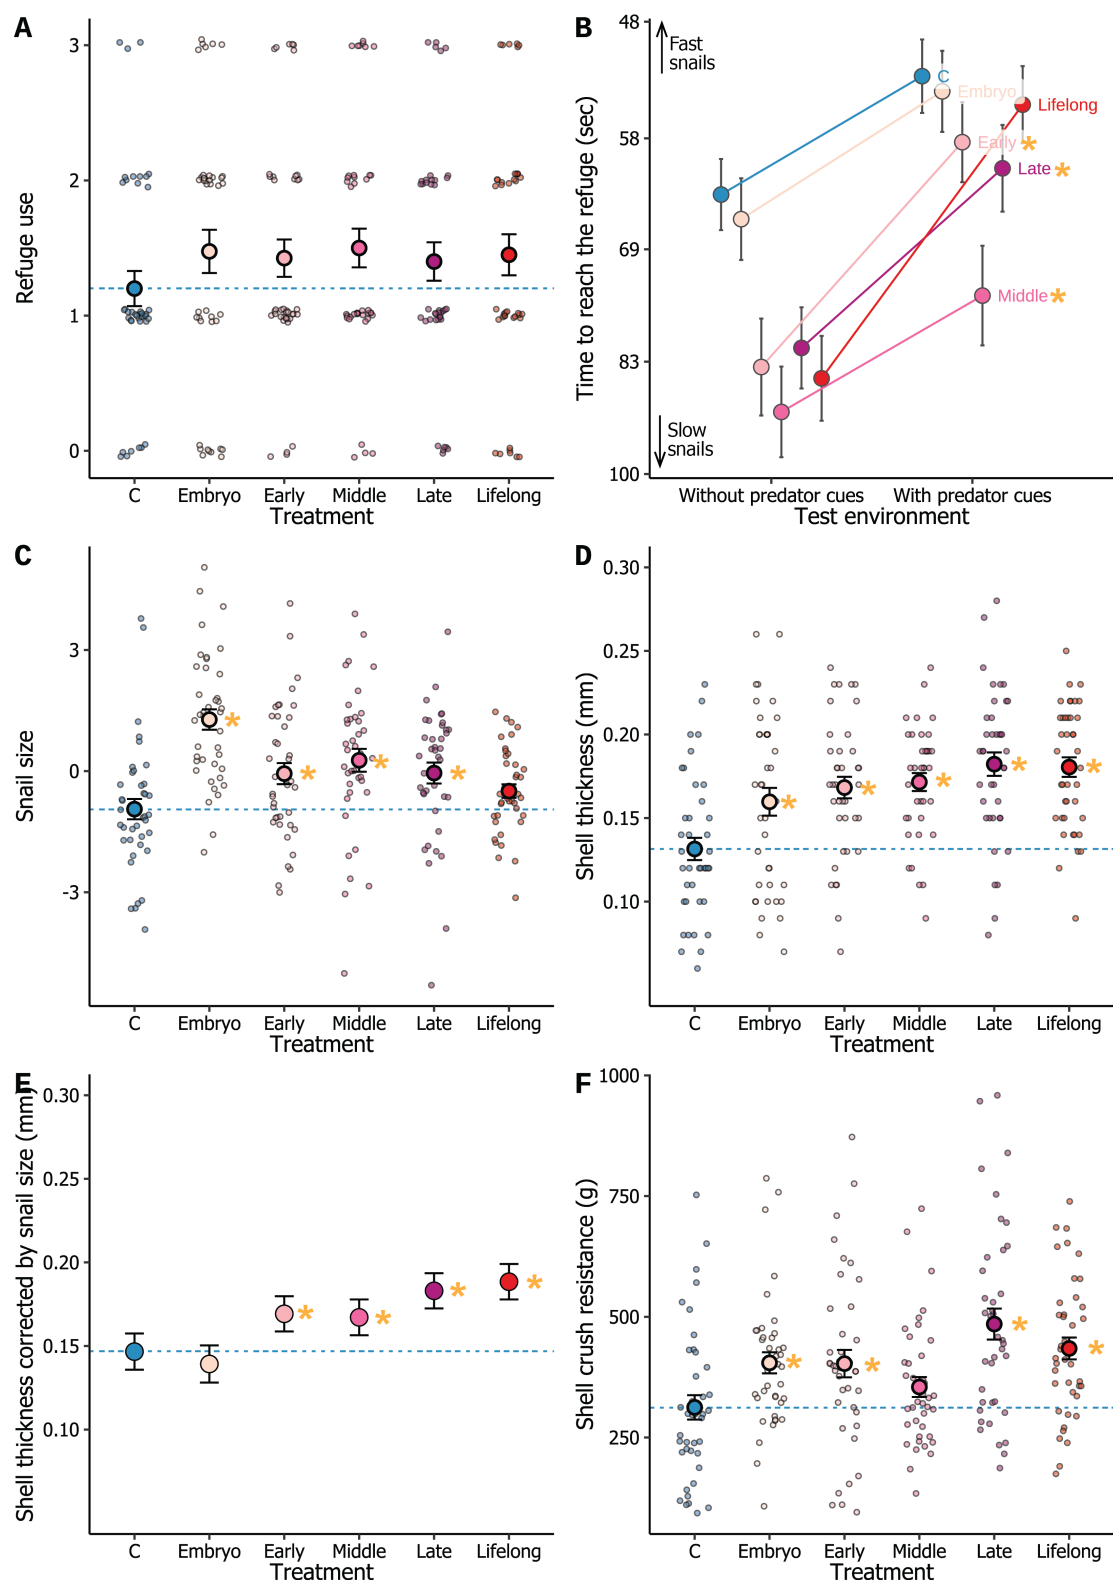 A
Refuge use
3
2
1
0
C Embryo Early Middle Late Lifelong
Treatment
B
Time to reach the refuge (sec)
48
58
69
83
100
Fast
snails
Slow
snails
C
Embryo
Lifelong
Early *
Late *
Middle *
Without predator cues With predator cues
Test environment
C
Snail size
3
0
-3
* * * *
C Embryo Early Middle Late Lifelong
Treatment
D
Shell thickness (mm)
0.30
0.25
0.20
0.15
0.10
* * * * *
C Embryo Early Middle Late Lifelong
Treatment
E
Shell thickness corrected by snail size (mm)
0.30
0.25
0.20
0.15
0.10
* * * *
C Embryo Early Middle Late Lifelong
Treatment
F
Shell crush resistance (g)
1000
750
500
250
* * * *
C Embryo Early Middle Late Lifelong
Treatment